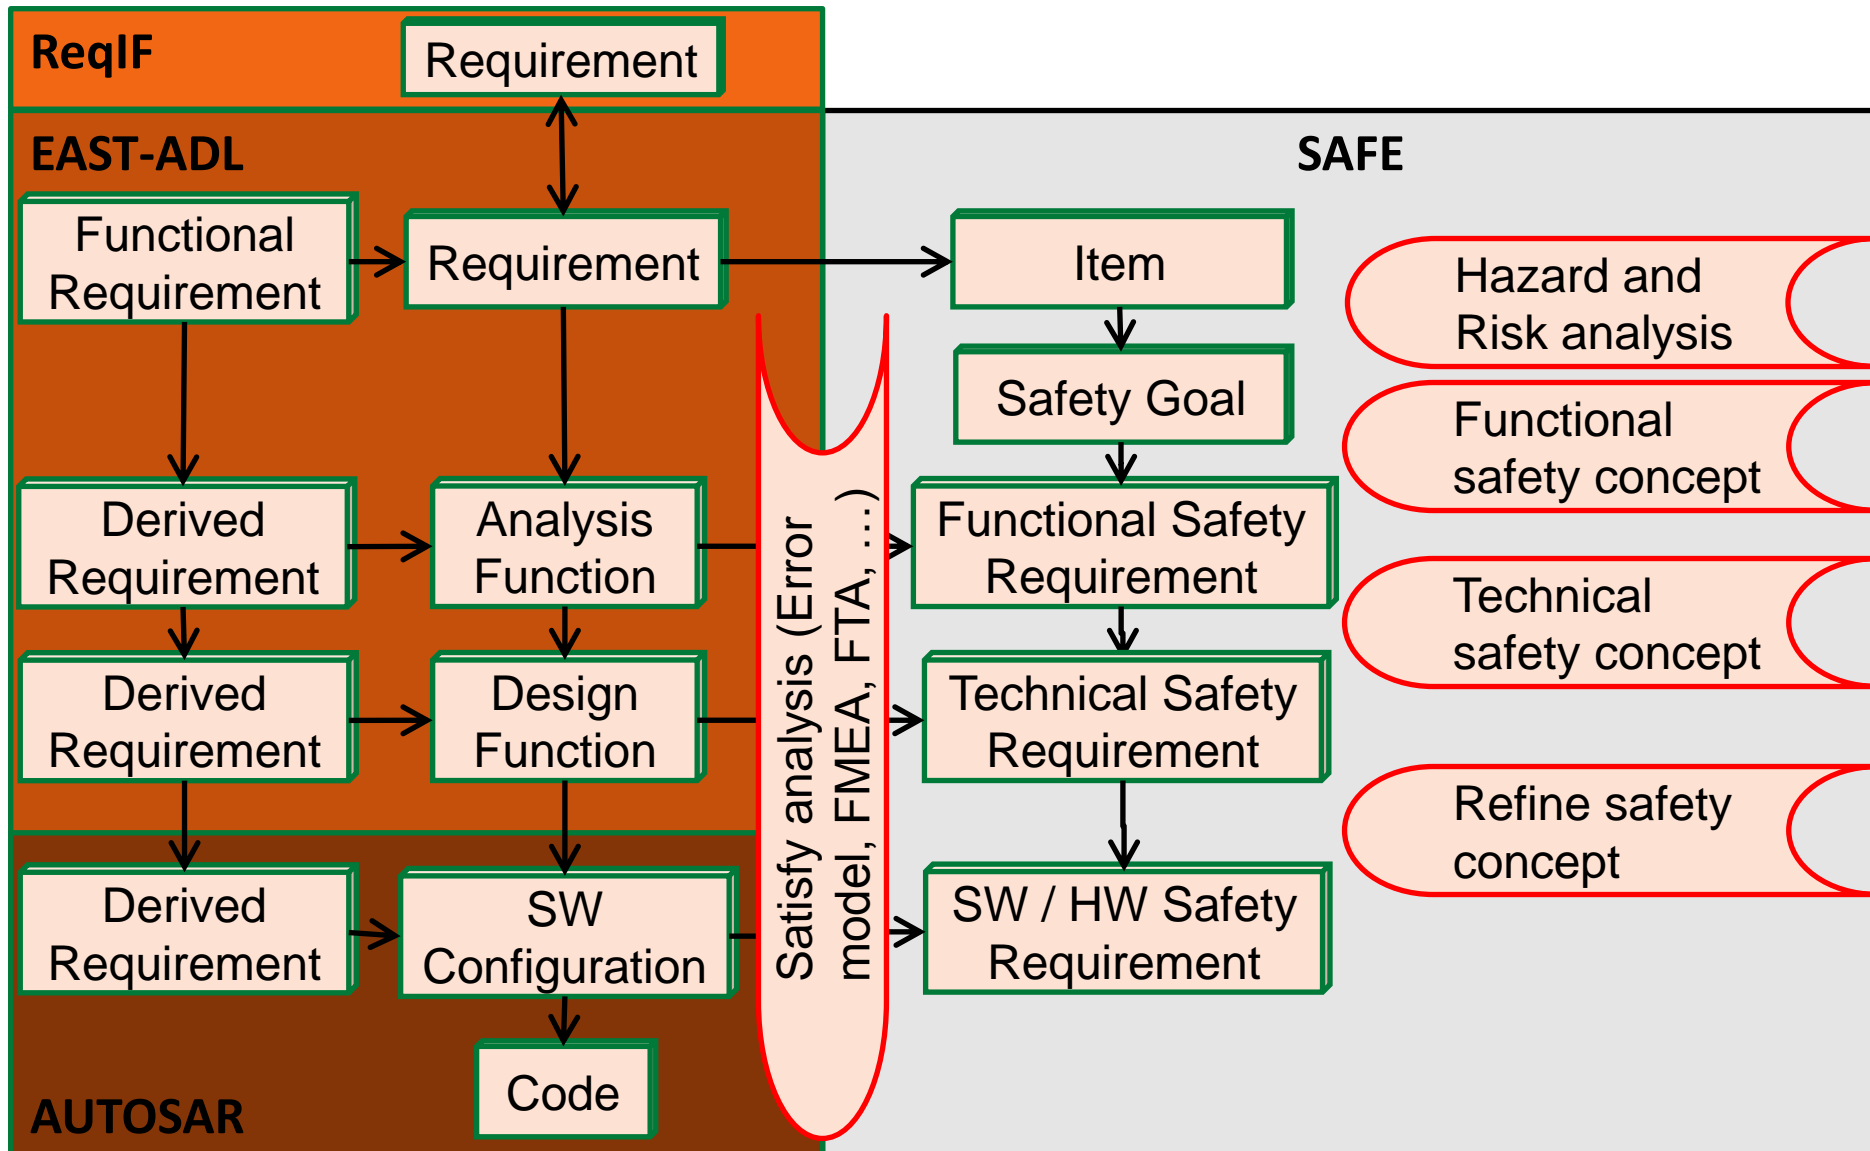 ReqIF
Requirement
EAST-ADL
SAFE
Functional
Requirement
Requirement
Item
Hazard and
Risk analysis
Safety Goal
Functional
safety concept
Derived
Requirement
Analysis
Function
Satisfy analysis (Error
model, FMEA, FTA, …)
Functional Safety
Requirement
Technical
safety concept
Derived
Requirement
Design
Function
Technical Safety
Requirement
Refine safety
concept
Derived
Requirement
SW
Configuration
SW / HW Safety
Requirement
Code
AUTOSAR